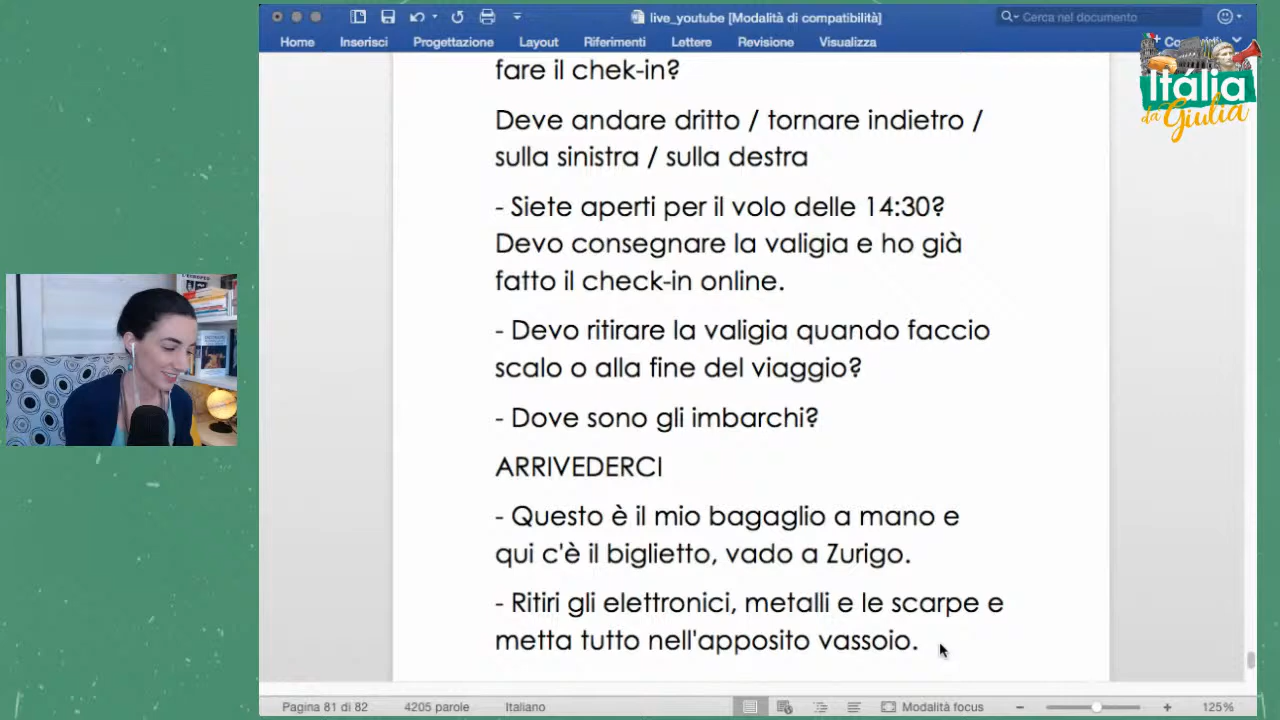 live_youtube [Modalità di compatibilità]
Cerca nel documento
Home Inserisci Progettazione Layout Riferimenti Lettere Revisione Visualizza
Itália
da Giulia
fare il chek-in?
Deve andare dritto / tornare indietro /
sulla sinistra / sulla destra
- Siete aperti per il volo delle 14:30?
Devo consegnare la valigia e ho già
fatto il check-in online.
- Devo ritirare la valigia quando faccio
scalo o alla fine del viaggio?
- Dove sono gli imbarchi?
ARRIVEDERCI
- Questo è il mio bagaglio a mano e
qui c'è il biglietto, vado a Zurigo.
- Ritiri gli elettronici, metalli e le scarpe e
metta tutto nell'apposito vassoio.
Pagina 81 di 82 4205 parole Italiano Modalità focus 125%